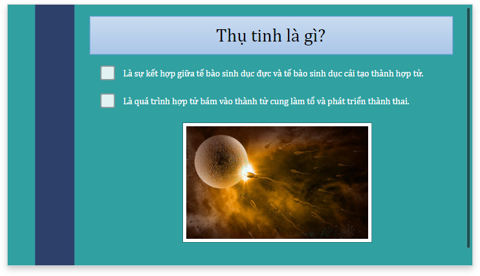 Thụ tinh là gì?
Là sự kết hợp giữa tế bào sinh dục đực và tế bào sinh dục cái tạo thành hợp tử.
Là quá trình hợp tử bám vào thành tử cung làm tổ và phát triển thành thai.